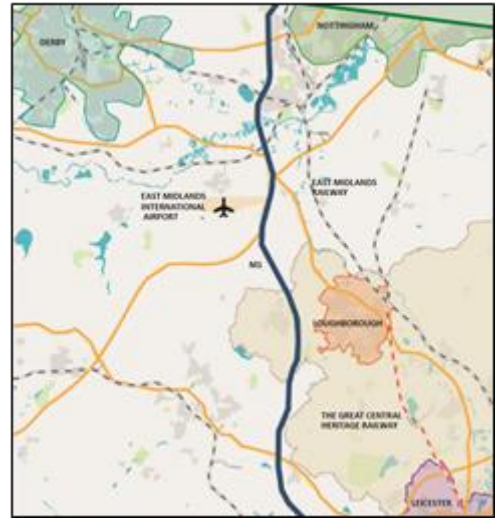 NOTTINGHAM
DERBY
EAST MIDLANDS
RAILWAY
EAST MIDLANDS
INTERNATIONAL
AIRPORT
M1
LOUGHBOROUGH
THE GREAT CENTRAL
HERITAGE RAILWAY
LEICESTER